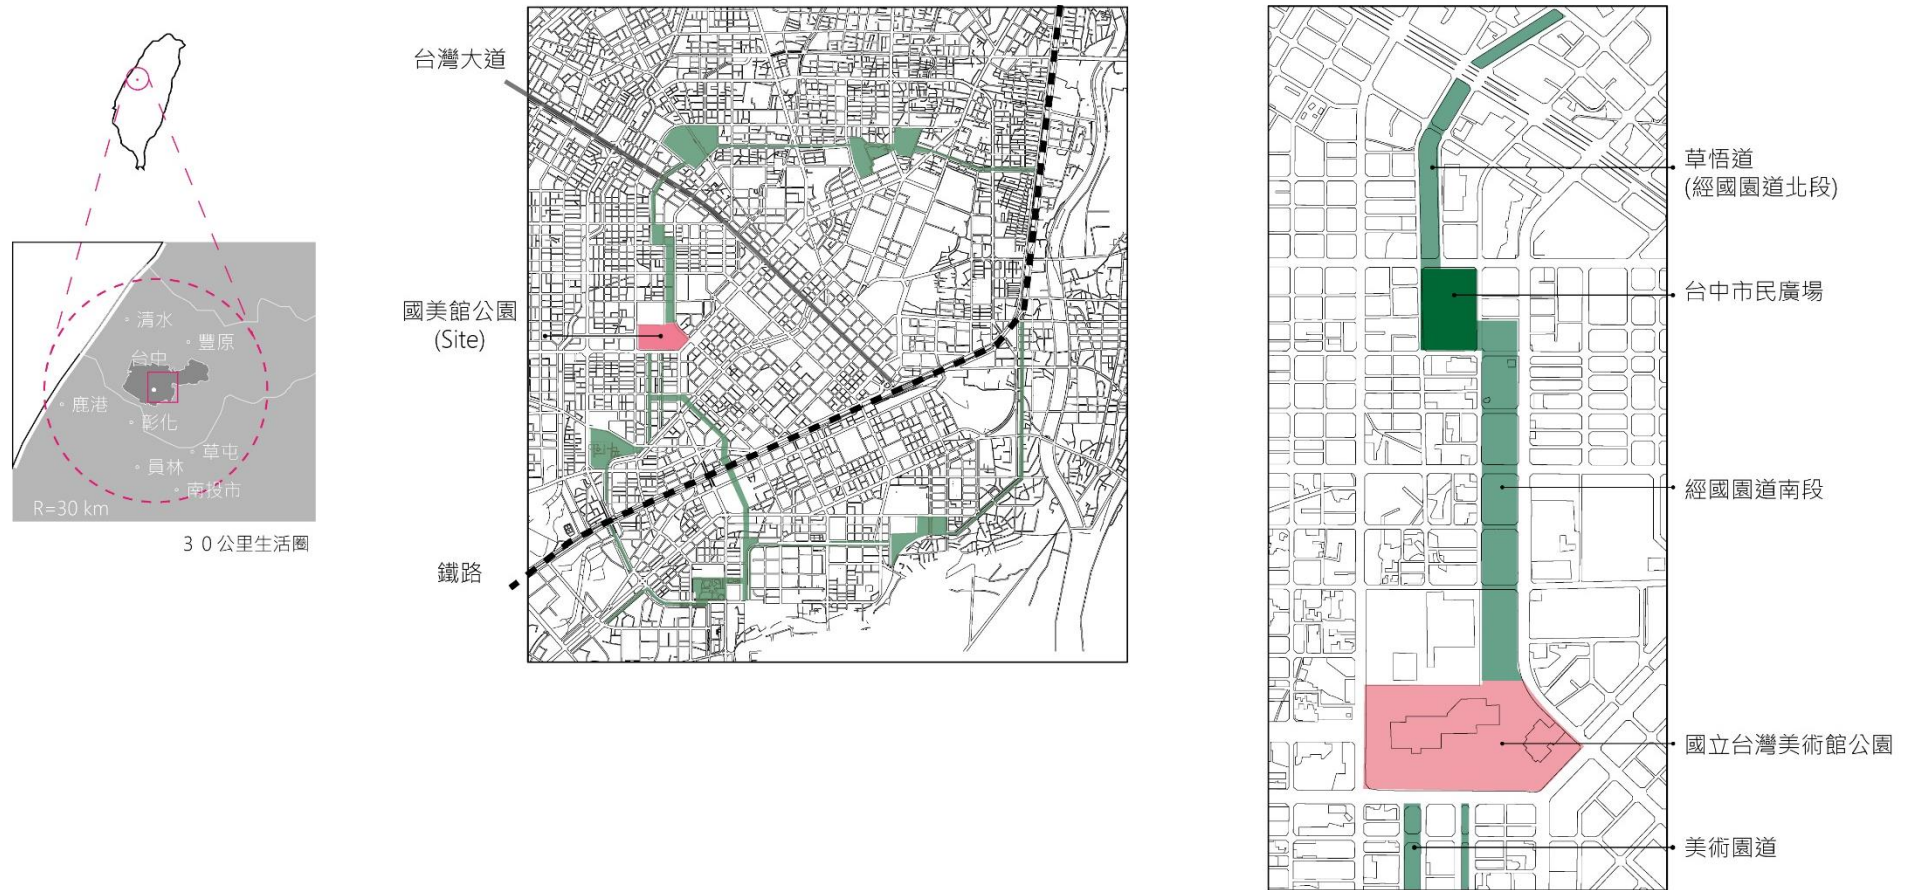 清水
豐原
台中
鹿港
彰化
草屯
員林
南投市
R=30 km
３０公里生活圈
台灣大道
國美館公園
(Site)
鐵路
草悟道
(經國園道北段)
台中市民廣場
經國園道南段
國立台灣美術館公園
美術園道